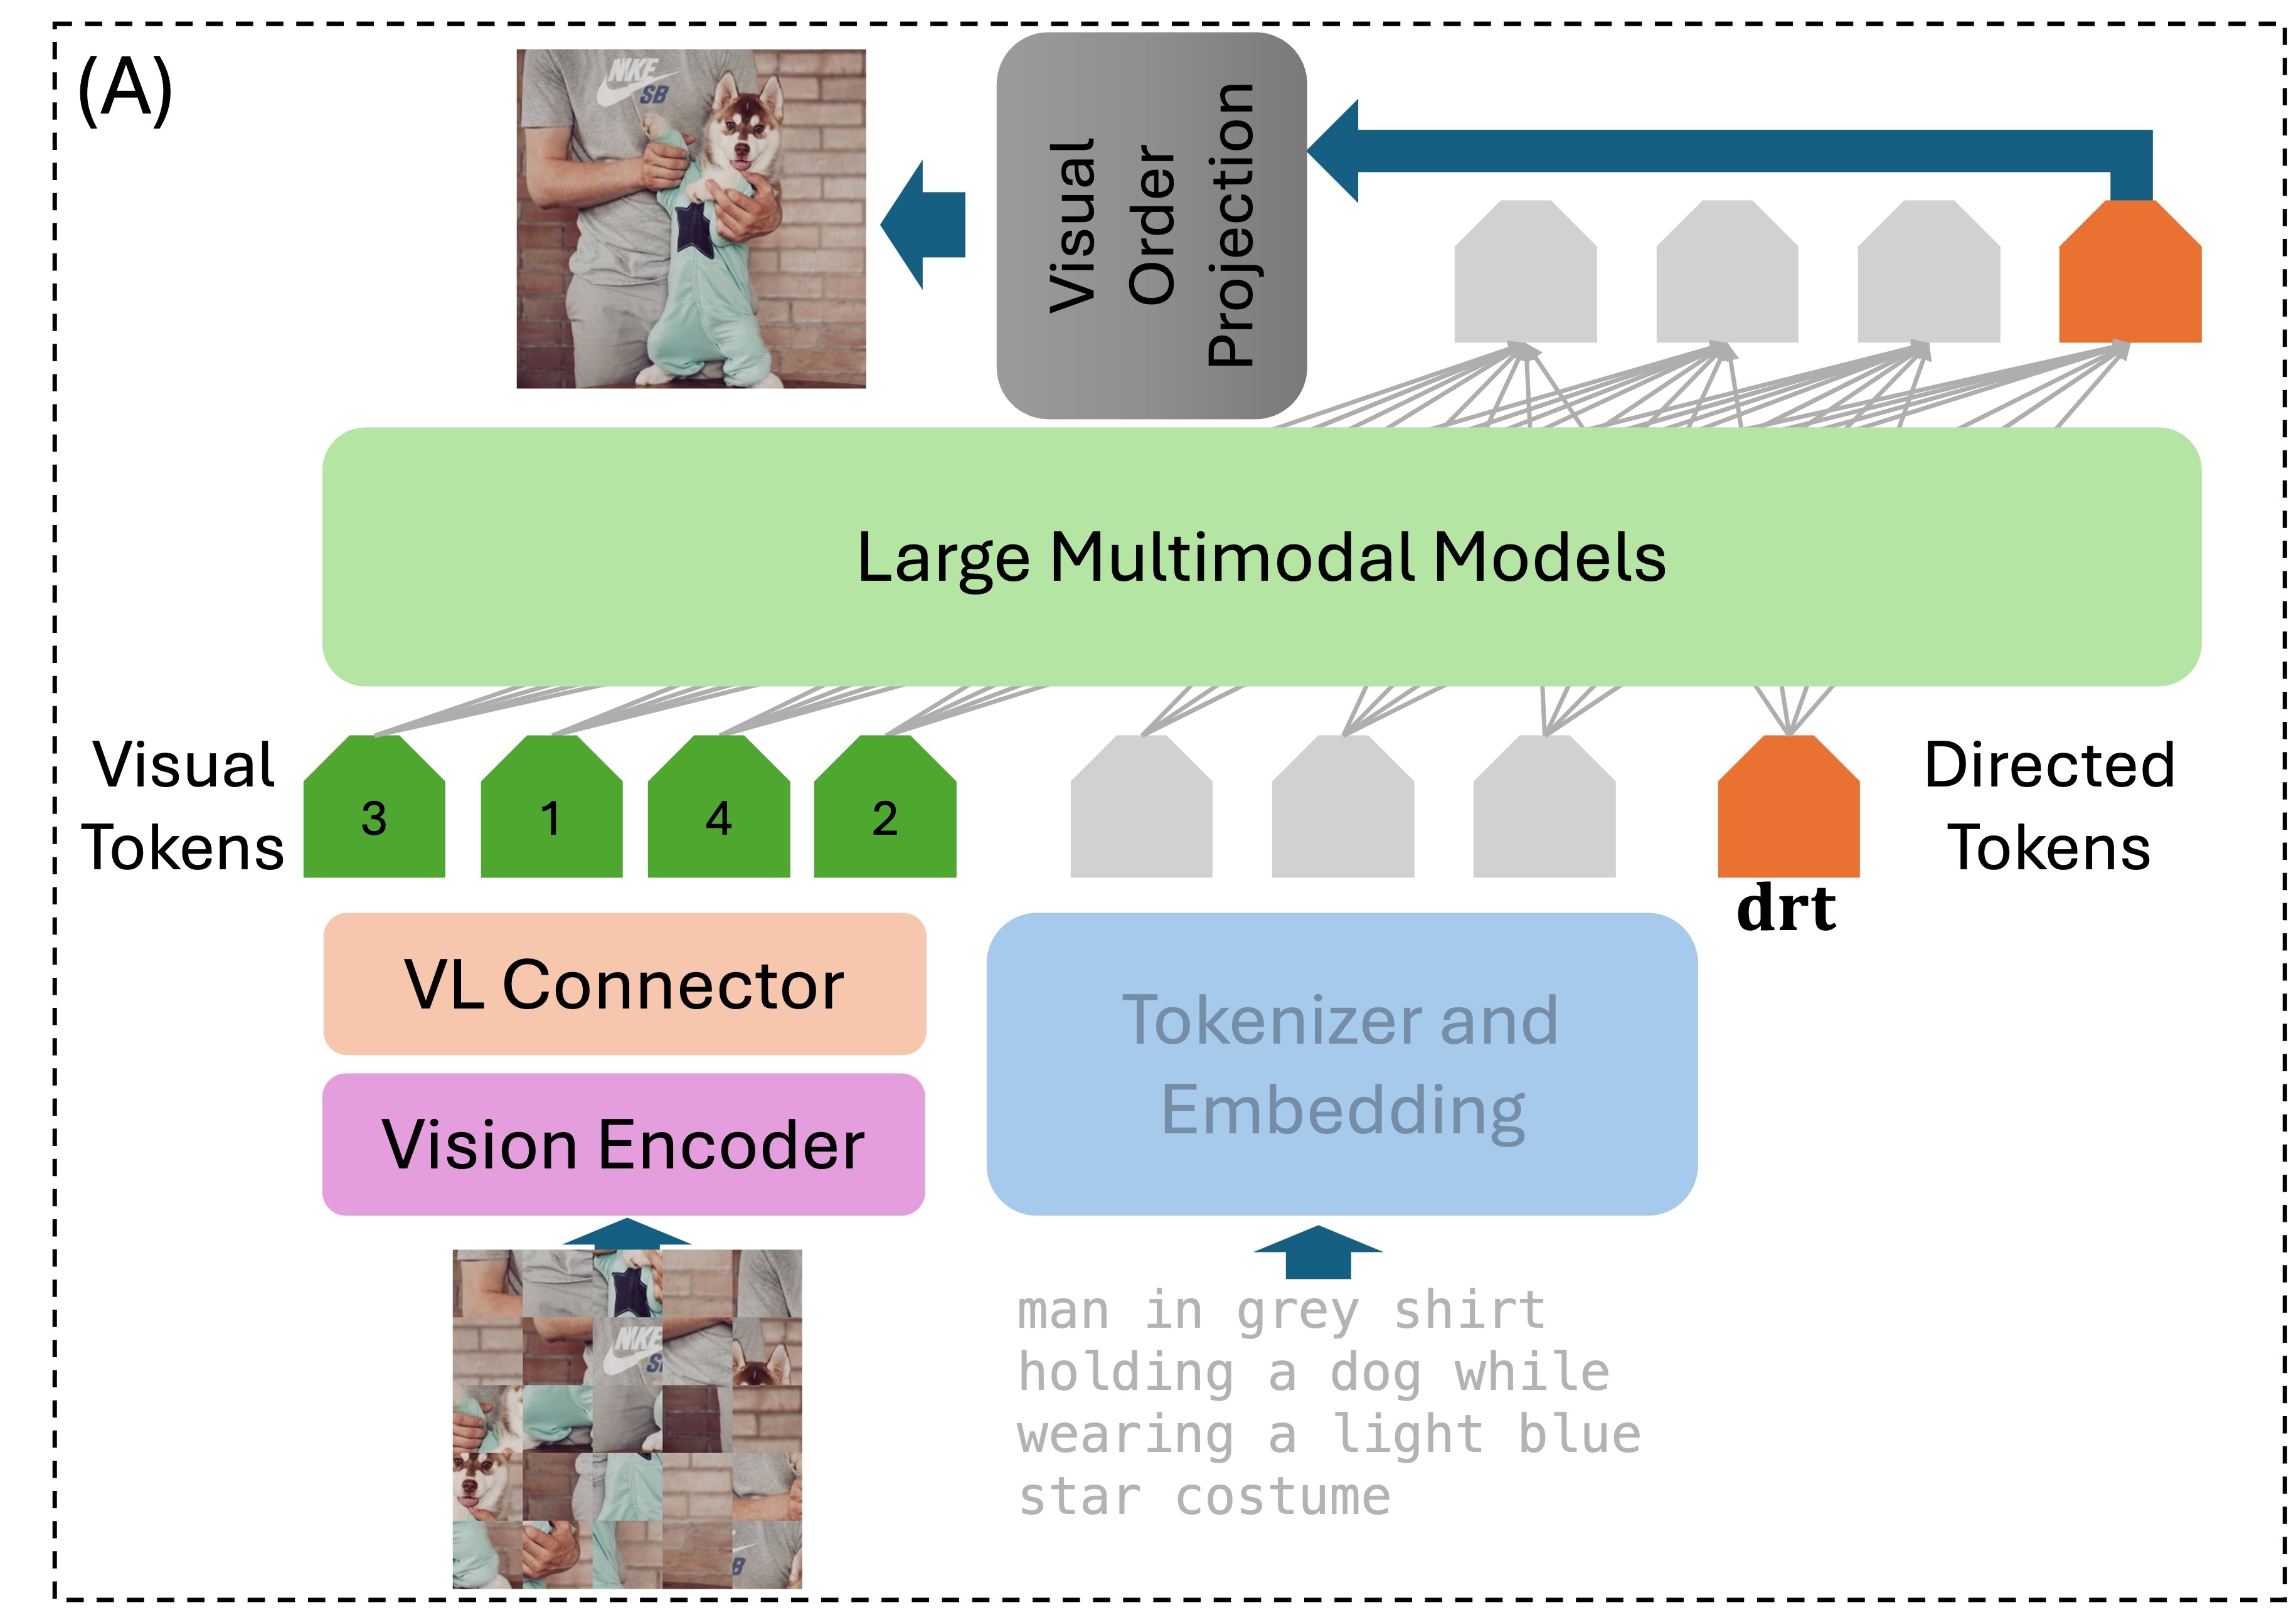 (A)
NIKE
SB
Visual
Order
Projection
Large Multimodal Models
Visual
Tokens
3
1
4
2
Directed
Tokens
drt
VL Connector
Tokenizer and
Embedding
Vision Encoder
NIKE
S
B
man in grey shirt
holding a dog while
wearing a light blue
star costume